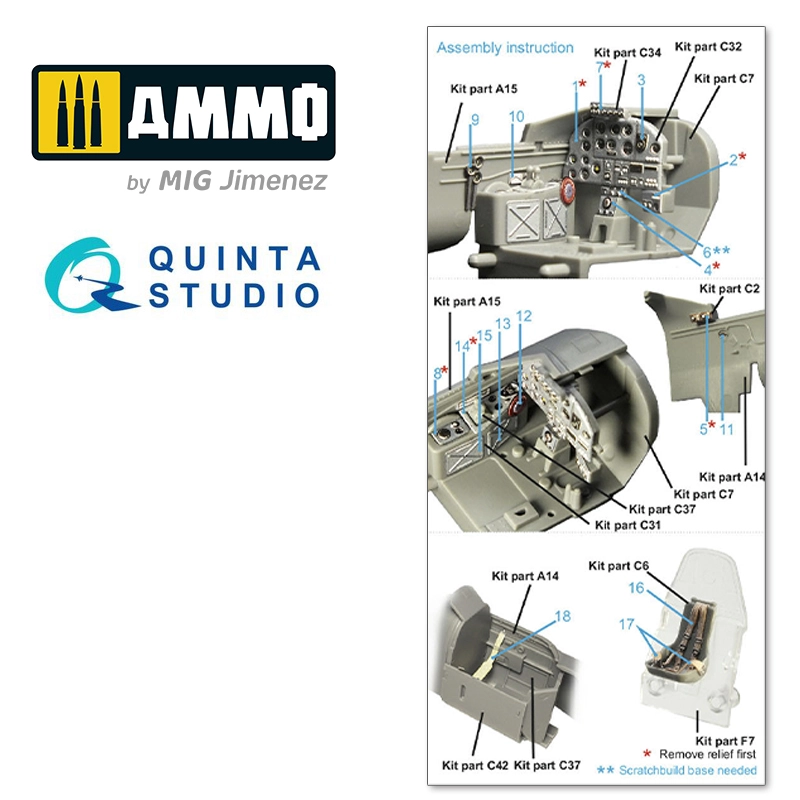 AMMO
by MIG Jimenez
QUINTA
STUDIO
Assembly instruction
Kit part C34
Kit part C32
7*
Kit part C7
Kit part A15
1*
3
9
10
2*
6**
4*
Kit part A15
Kit part C2
12
13
15
14*
8*
5*
11
Kit part A14
Kit part C7
Kit part C37
Kit part C31
Kit part A14
Kit part C6
16
18
17
Kit part F7
Kit part C42
Kit part C37
* Remove relief first
** Scratchbuild base needed